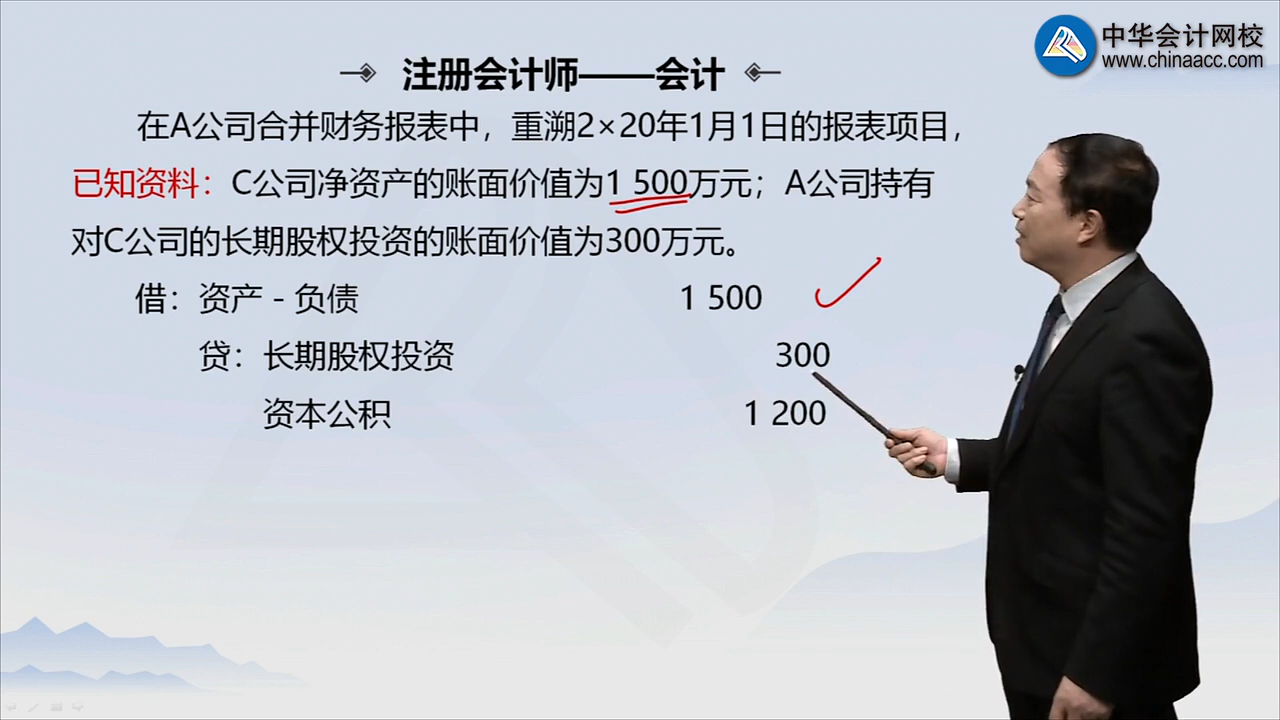 中华会计网校
www.chinaacc.com
注册会计师——会计
在A公司合并财务报表中，重溯2×20年1月1日的报表项目，
已知资料：C公司净资产的账面价值为1 500万元；A公司持有
对C公司的长期股权投资的账面价值为300万元。
借：资产－负债 1 500
贷：长期股权投资 300
资本公积 1 200